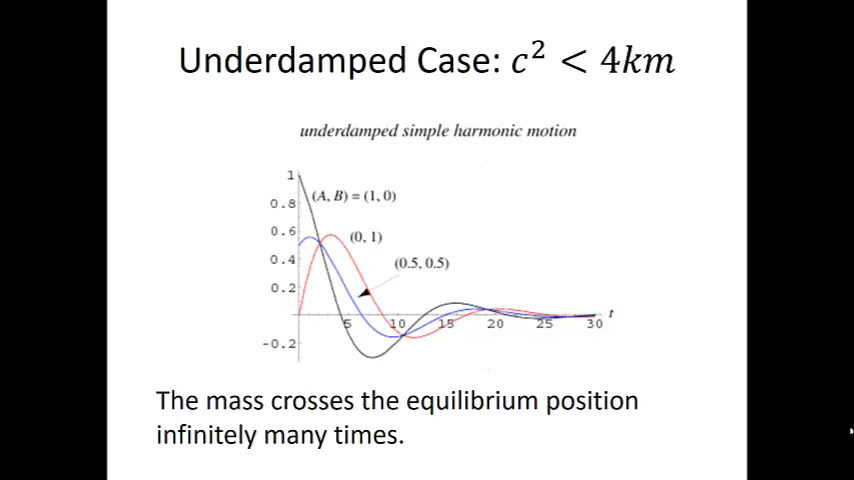 Underdamped Case: c² < 4km
underdamped simple harmonic motion
1
(A, B) = (1, 0)
0.8
0.6
(0, 1)
0.4
(0.5, 0.5)
0.2
t
5
10
15
20
25
30
-0.2
The mass crosses the equilibrium position
infinitely many times.